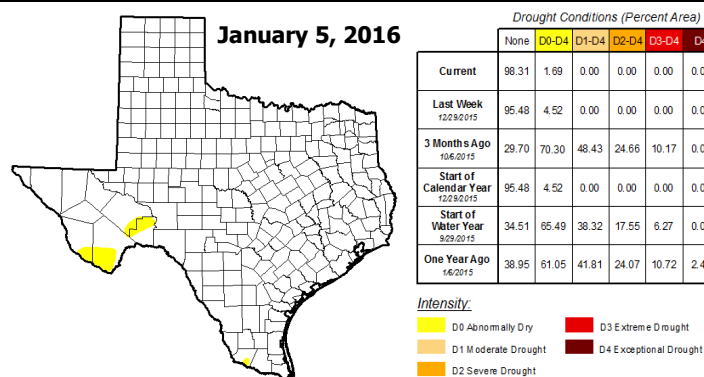 January 5, 2016
Drought Conditions (Percent Area)
None D0-D4 D1-D4 D2-D4 D3-D4
Current 98.31 1.69 0.00 0.00 0.00
Last Week 12/29/2015 95.48 4.52 0.00 0.00 0.00
3 Months Ago 10/6/2015 29.70 70.30 48.43 24.66 10.17
Start of Calendar Year 12/29/2015 95.48 4.52 0.00 0.00 0.00
Start of Water Year 9/29/2015 34.51 65.49 38.32 17.55 6.27
One Year Ago 1/6/2015 38.95 61.05 41.81 24.07 10.72
Intensity:
D0 Abnormally Dry
D1 Moderate Drought
D2 Severe Drought
D3 Extreme Drought
D4 Exceptional Drought